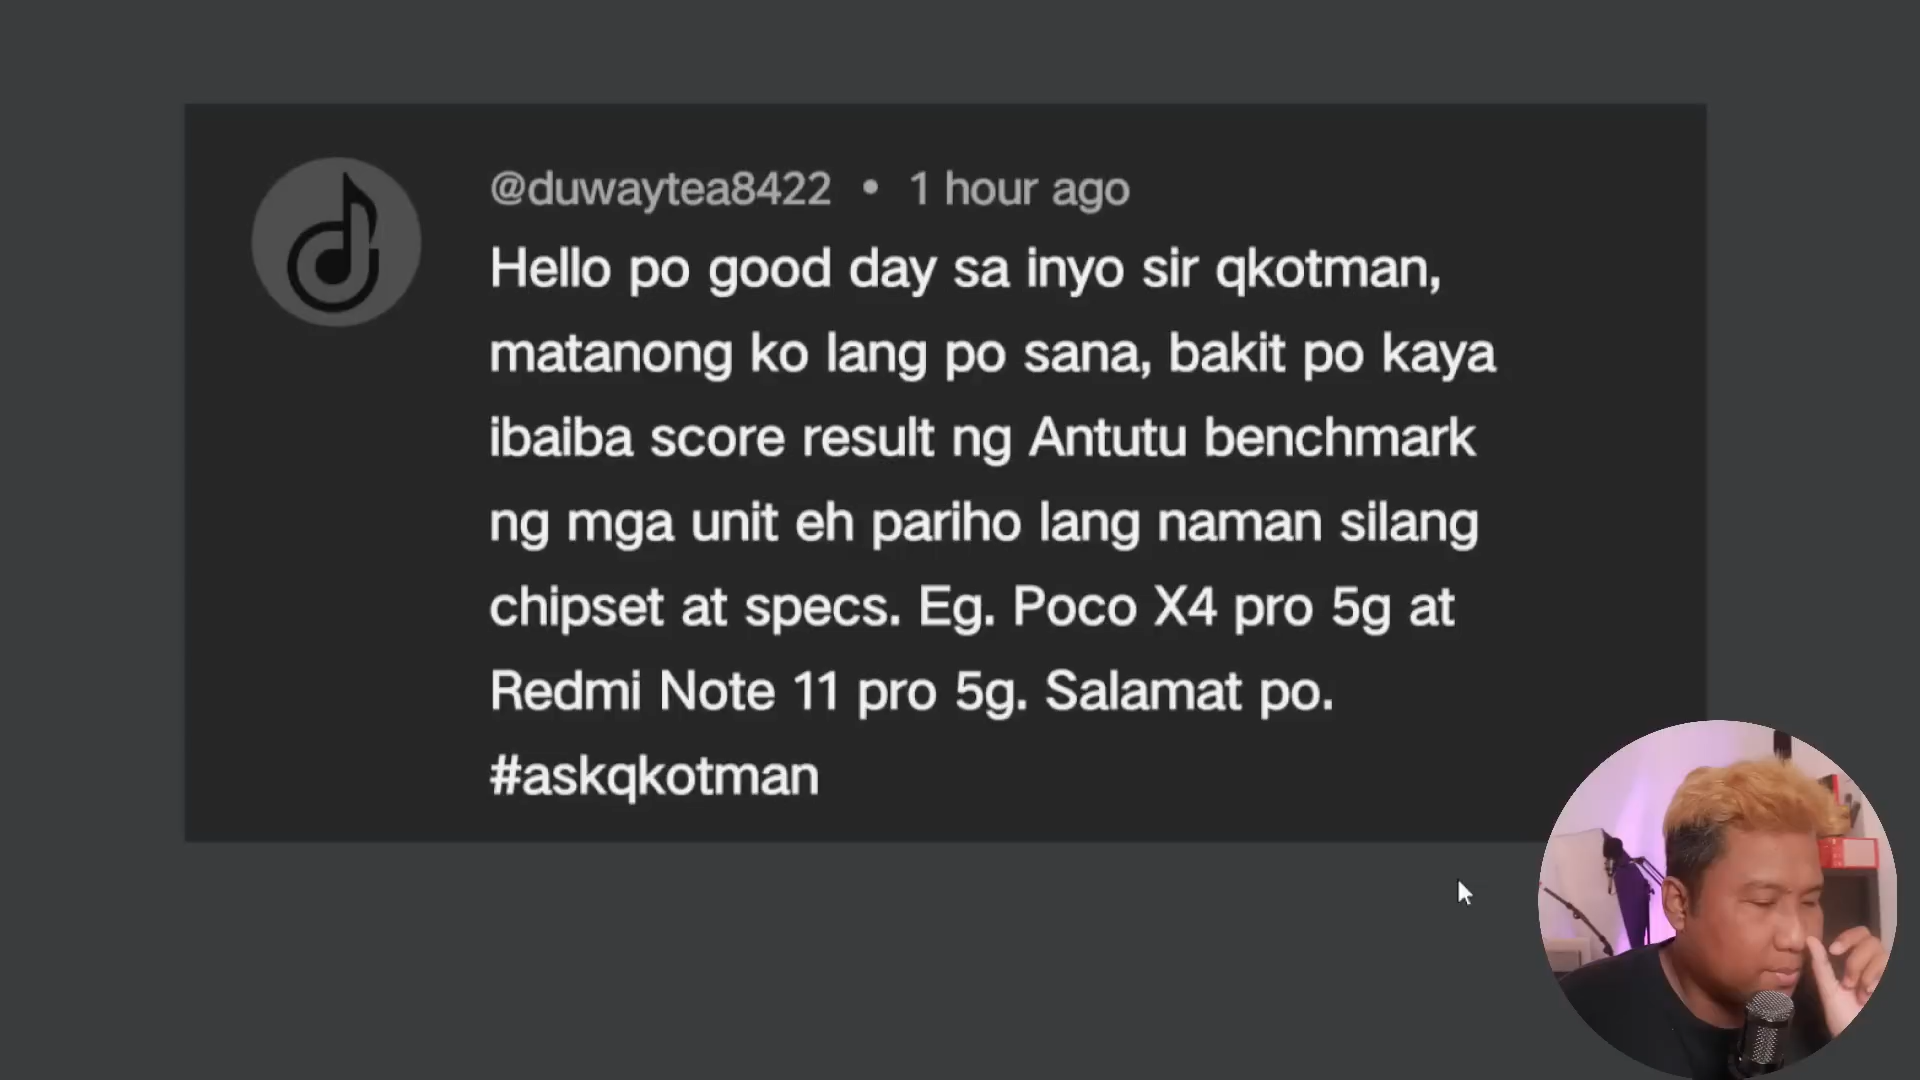 @duwaytea8422 • 1 hour ago
Hello po good day sa inyo sir qkotman,
matanong ko lang po sana, bakit po kaya
ibaiba score result ng Antutu benchmark
ng mga unit eh pariho lang naman silang
chipset at specs. Eg. Poco X4 pro 5g at
Redmi Note 11 pro 5g. Salamat po.
#askqkotman